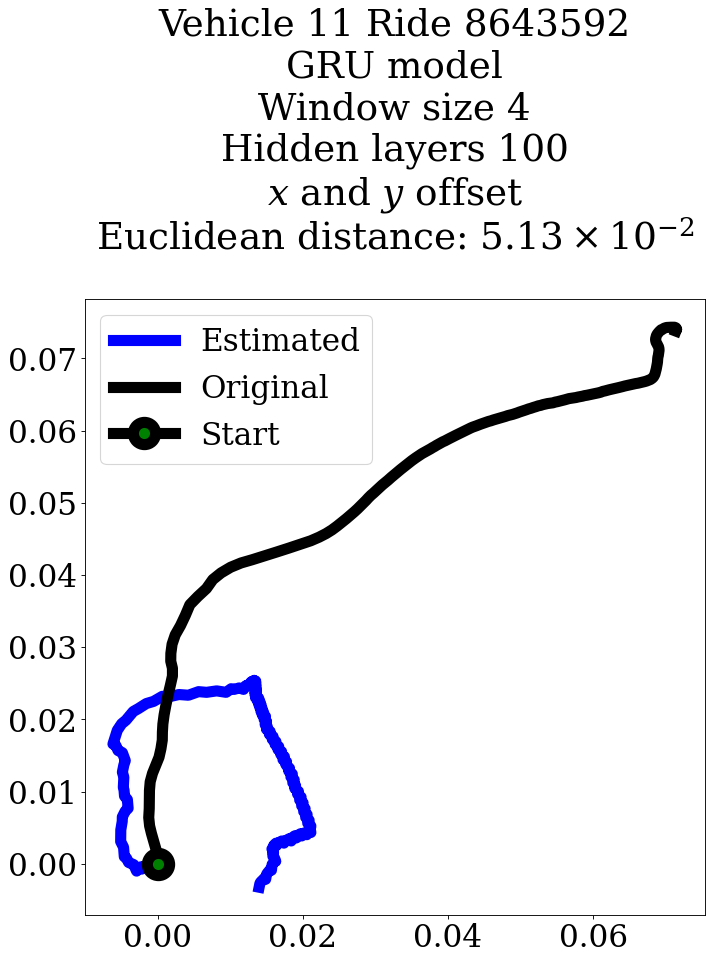 Vehicle 11 Ride 8643592
GRU model
Window size 4
Hidden layers 100
x and y offset
Euclidean distance: 5.13 × 10⁻²
Estimated
Original
Start
0.07
0.06
0.05
0.04
0.03
0.02
0.01
0.00
0.00 0.02 0.04 0.06